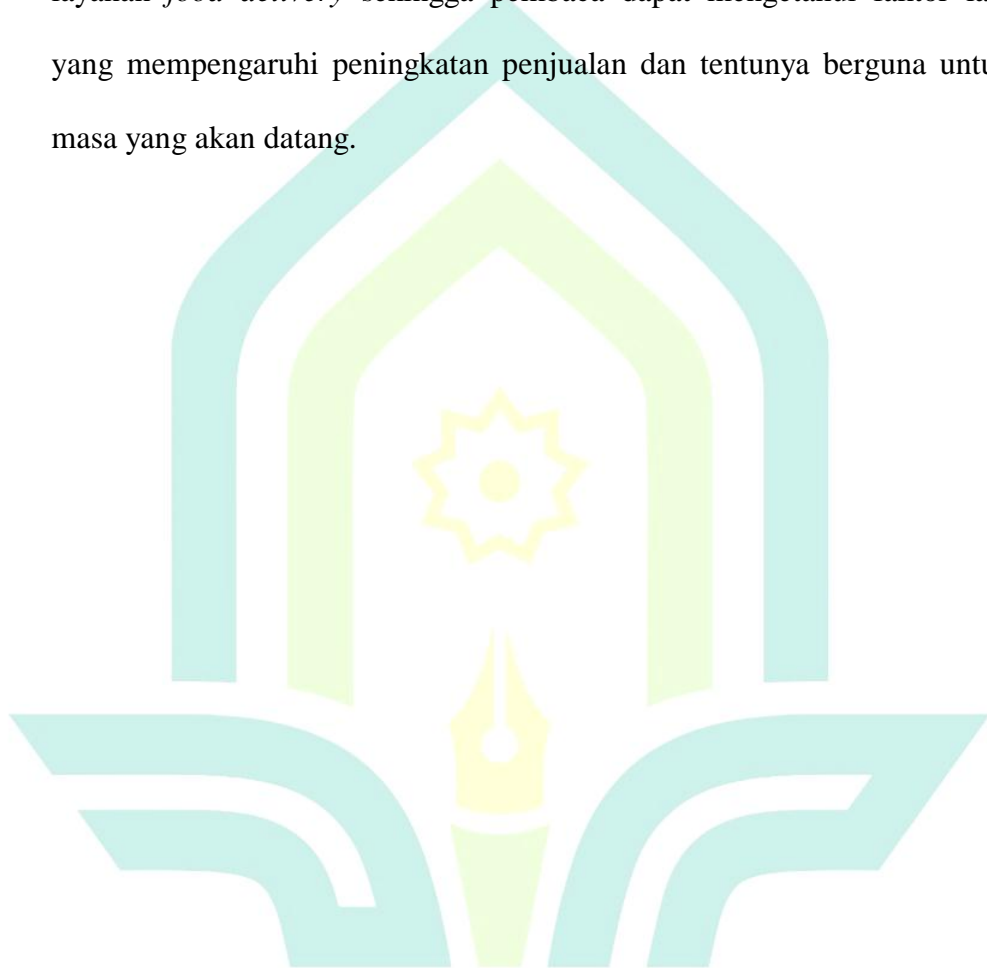 layanan food delivery sehingga pembaca dapat mengetahui faktor
yang mempengaruhi peningkatan penjualan dan tentunya berguna
masa yang akan datang.